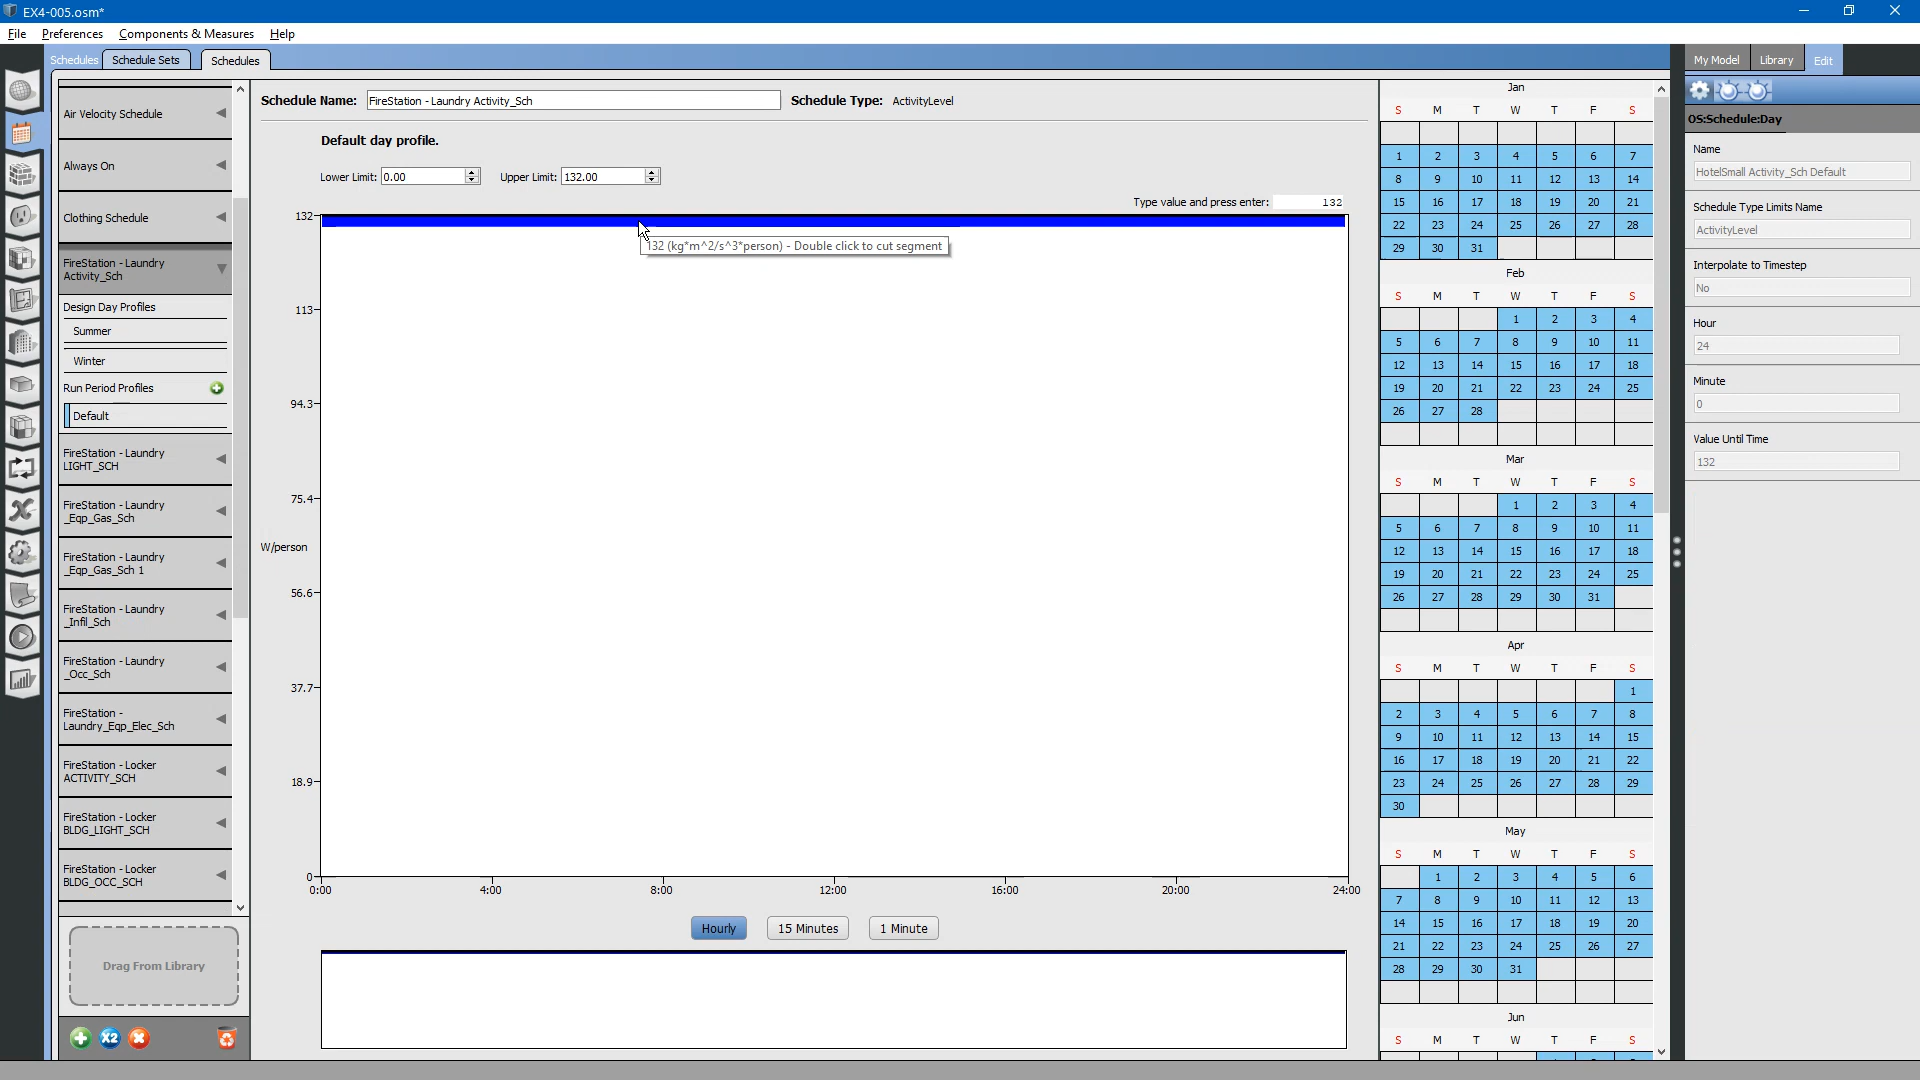 EX4-005.osm*
File Preferences Components & Measures Help
Schedules Schedule Sets Schedules
My Model Library Edit
Air Velocity Schedule
Always On
Clothing Schedule
FireStation - Laundry
Activity_Sch
Design Day Profiles
Summer
Winter
Run Period Profiles
Default
FireStation - Laundry
LIGHT_SCH
FireStation - Laundry
_Eqp_Gas_Sch
FireStation - Laundry
_Eqp_Gas_Sch 1
FireStation - Laundry
_Infil_Sch
FireStation - Laundry
_Occ_Sch
FireStation -
Laundry_Eqp_Elec_Sch
FireStation - Locker
ACTIVITY_SCH
FireStation - Locker
BLDG_LIGHT_SCH
FireStation - Locker
BLDG_OCC_SCH
Drag From Library
X2
Schedule Name: FireStation - Laundry Activity_Sch Schedule Type: ActivityLevel
Default day profile.
Lower Limit: 0.00 Upper Limit: 132.00
Type value and press enter: 132
132 (kg*m^2/s^3*person) - Double click to cut segment
132
113
94.3
75.4
W/person
56.6
37.7
18.9
0
0:00 4:00 8:00 12:00 16:00 20:00 24:00
Hourly 15 Minutes 1 Minute
Jan
S M T W T F S
1 2 3 4 5 6 7
8 9 10 11 12 13 14
15 16 17 18 19 20 21
22 23 24 25 26 27 28
29 30 31
Feb
S M T W T F S
1 2 3 4
5 6 7 8 9 10 11
12 13 14 15 16 17 18
19 20 21 22 23 24 25
26 27 28
Mar
S M T W T F S
1 2 3 4
5 6 7 8 9 10 11
12 13 14 15 16 17 18
19 20 21 22 23 24 25
26 27 28 29 30 31
Apr
S M T W T F S
1
2 3 4 5 6 7 8
9 10 11 12 13 14 15
16 17 18 19 20 21 22
23 24 25 26 27 28 29
30
May
S M T W T F S
1 2 3 4 5 6
7 8 9 10 11 12 13
14 15 16 17 18 19 20
21 22 23 24 25 26 27
28 29 30 31
Jun
S M T W T F S
OS:Schedule:Day
Name
HotelSmall Activity_Sch Default
Schedule Type Limits Name
ActivityLevel
Interpolate to Timestep
No
Hour
24
Minute
0
Value Until Time
132